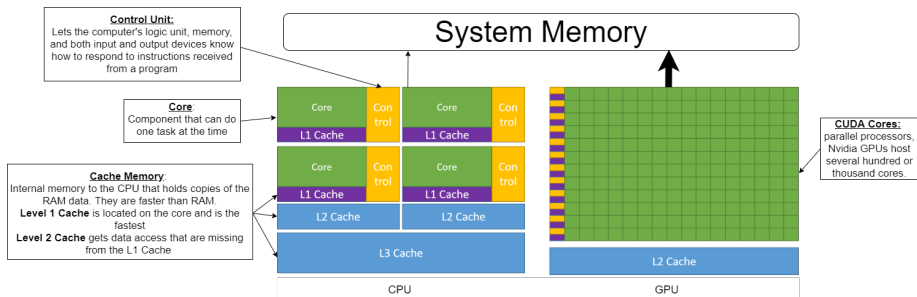 Control Unit:
Lets the computer's logic unit, memory,
and both input and output devices know
how to respond to instructions received
from a program
System Memory
Core:
Component that can do
one task at the time
Cache Memory:
Internal memory to the CPU that holds copies of the
RAM data. They are faster than RAM.
Level 1 Cache is located on the core and is the
fastest
Level 2 Cache gets data access that are missing
from the L1 Cache
Core
Con
trol
L1 Cache
Core
Con
trol
L1 Cache
Core
Con
trol
L1 Cache
Core
Con
trol
L1 Cache
L2 Cache
L2 Cache
L3 Cache
CPU
L2 Cache
GPU
CUDA Cores:
parallel processors,
Nvidia GPUs host
several hundred or
thousand cores.